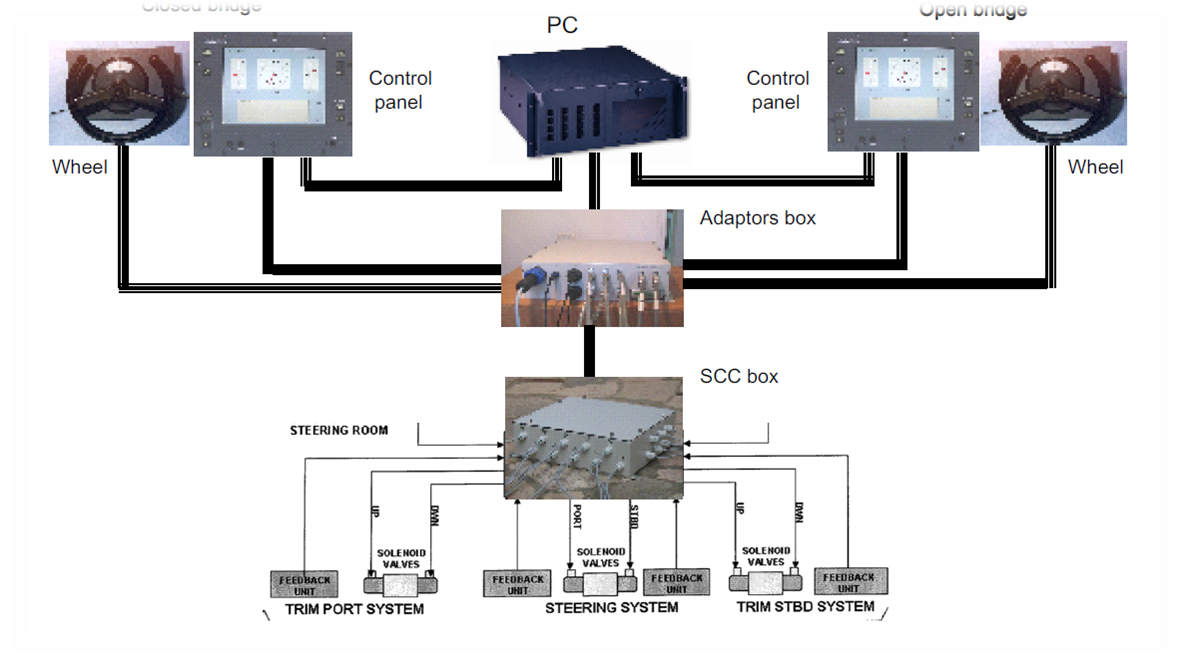 Closed bridge
Open bridge
PC
Control
panel
Control
panel
Wheel
Wheel
Adaptors box
SCC box
STEERING ROOM
UP
DWN
PORT
STBD
UP
DWN
SOLENOID
VALVES
SOLENOID
VALVES
SOLENOID
VALVES
FEEDBACK
UNIT
FEEDBACK
UNIT
FEEDBACK
UNIT
FEEDBACK
UNIT
TRIM PORT SYSTEM
STEERING SYSTEM
TRIM STBD SYSTEM